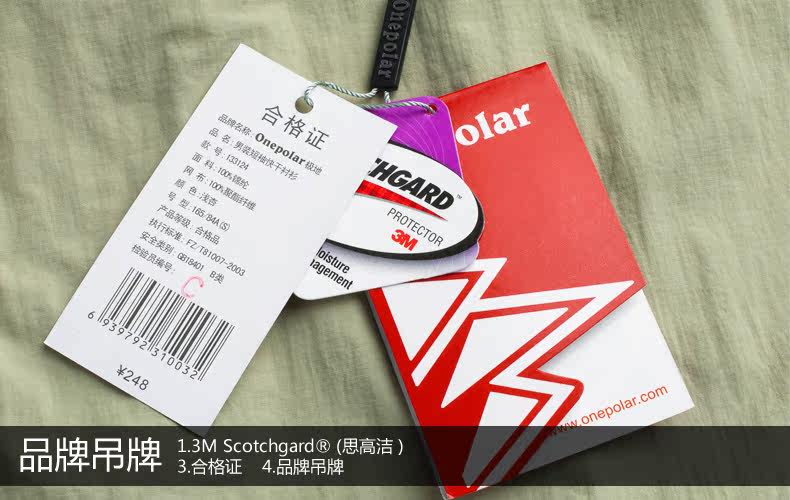 Onepolar
合格证
品牌名称: Onepolar 极地
品 名: 男装短袖快干衬衫
款 号: 133124
面 料: 100%锦纶
网 布: 100%聚酯纤维
颜 色: 浅杏
号 型: 165/84A(S)
产品等级: 合格品
执行标准: FZ/T81007-2003
安全类别: GB18401 B类
检验员编号:
C
6 939792 310032
¥248
CHGARD™
PROTECTOR
3M
oisture
agement
polar
www.onepolar.com
品牌吊牌
1.3M Scotchgard® (思高洁)
3.合格证 4.品牌吊牌